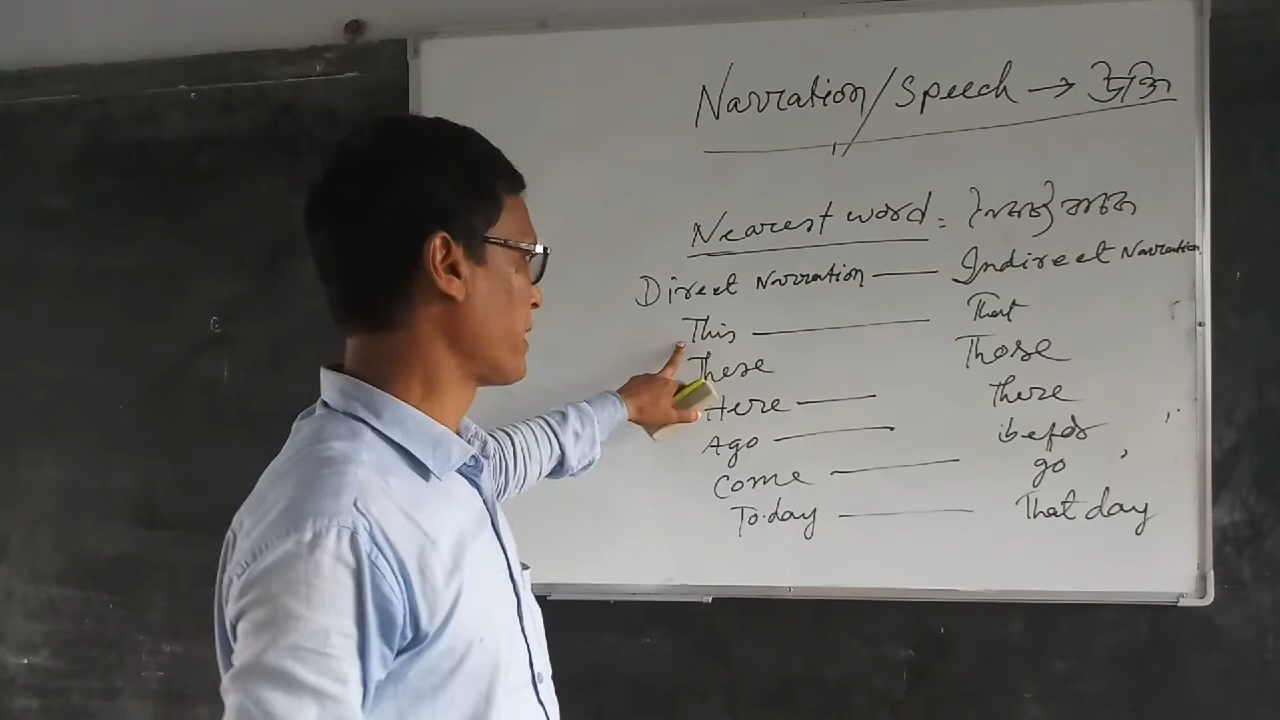 Narration/Speech → উক্তি
Nearest word =
Direct Narration — Indirect Narration
This — That
These Those
Here — There
Ago — befor
Come — go
To-day — That day